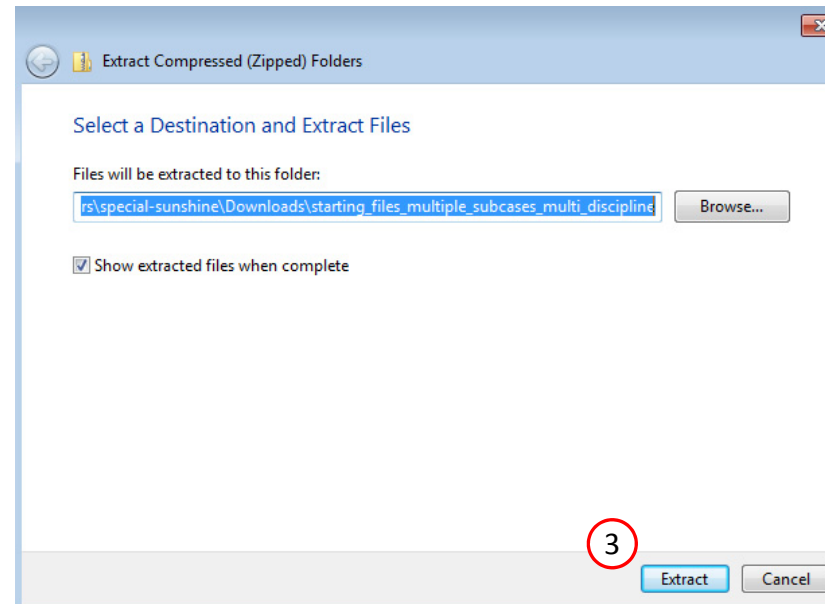 Extract Compressed (Zipped) Folders
Select a Destination and Extract Files
Files will be extracted to this folder:
rs\special-sunshine\Downloads\starting_files_multiple_subcases_multi_discipline
Browse...
Show extracted files when complete
3
Extract
Cancel